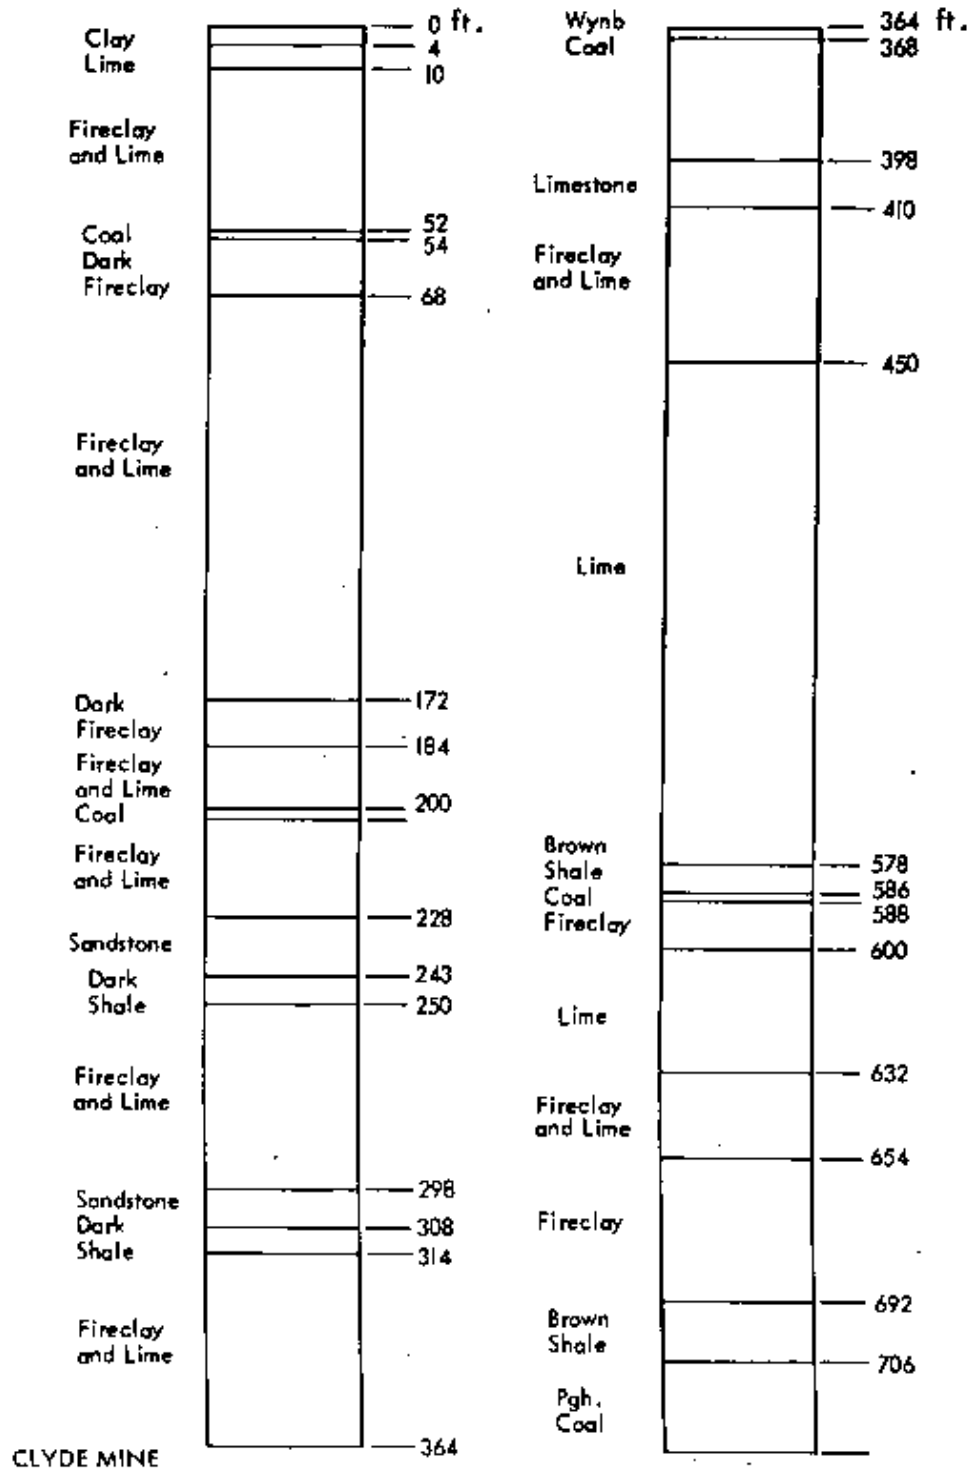 0 ft.
Clay
4
Lime
10
Fireclay
and Lime
52
Coal
54
Dark
Fireclay
68
Fireclay
and Lime
172
Dark
Fireclay
184
Fireclay
and Lime
200
Coal
Fireclay
and Lime
228
Sandstone
243
Dark
Shale
250
Fireclay
and Lime
298
Sandstone
308
Dark
Shale
314
Fireclay
and Lime
364
CLYDE MINE
364 ft.
Wynb
Coal
368
398
Limestone
410
Fireclay
and Lime
450
Lime
578
Brown
Shale
586
Coal
588
Fireclay
600
Lime
632
Fireclay
and Lime
654
Fireclay
692
Brown
Shale
706
Pgh.
Coal